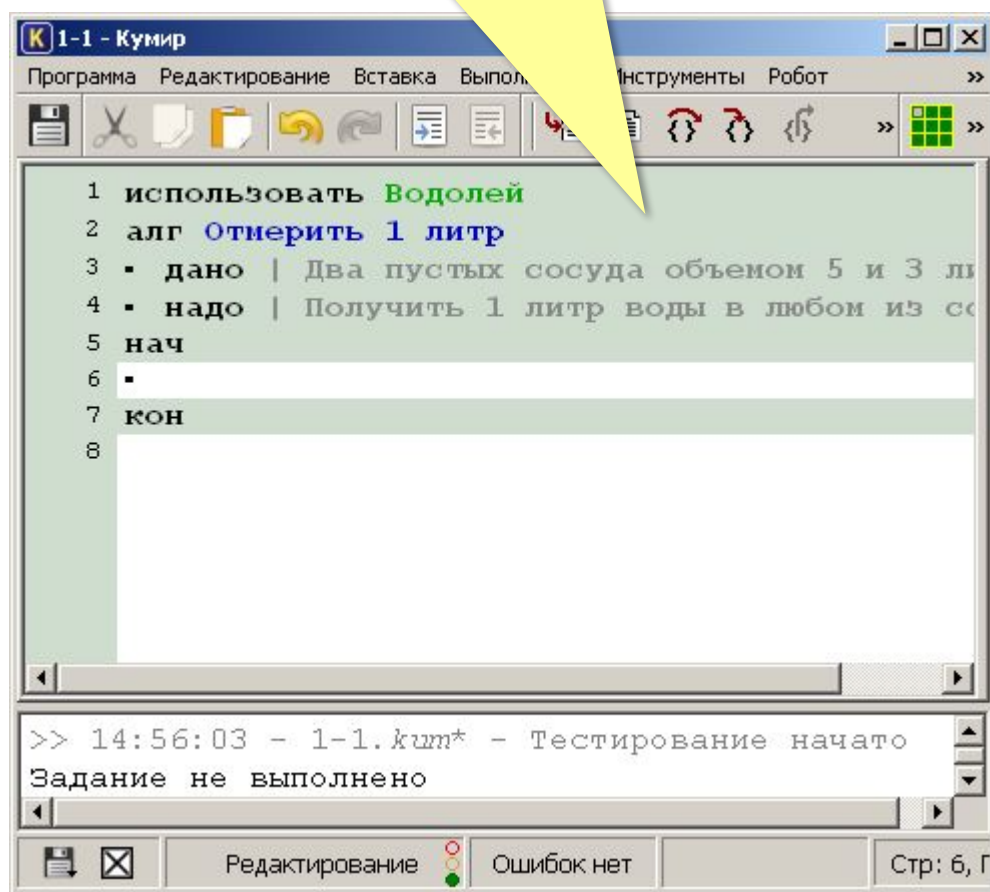 1-1 - Кумир
Программа Редактирование Вставка Инструменты Робот »
» »
1 использовать Водолей
2 алг Отмерить 1 литр
3 ▪ дано | Два пустых сосуда объемом 5 и 3
4 ▪ надо | Получить 1 литр воды в любом из
5 нач
6 ▪
7 кон
8
>> 14:56:03 - 1-1.kum* - Тестирование начато
Задание не выполнено
Редактирование Ошибок нет Стр: 6,